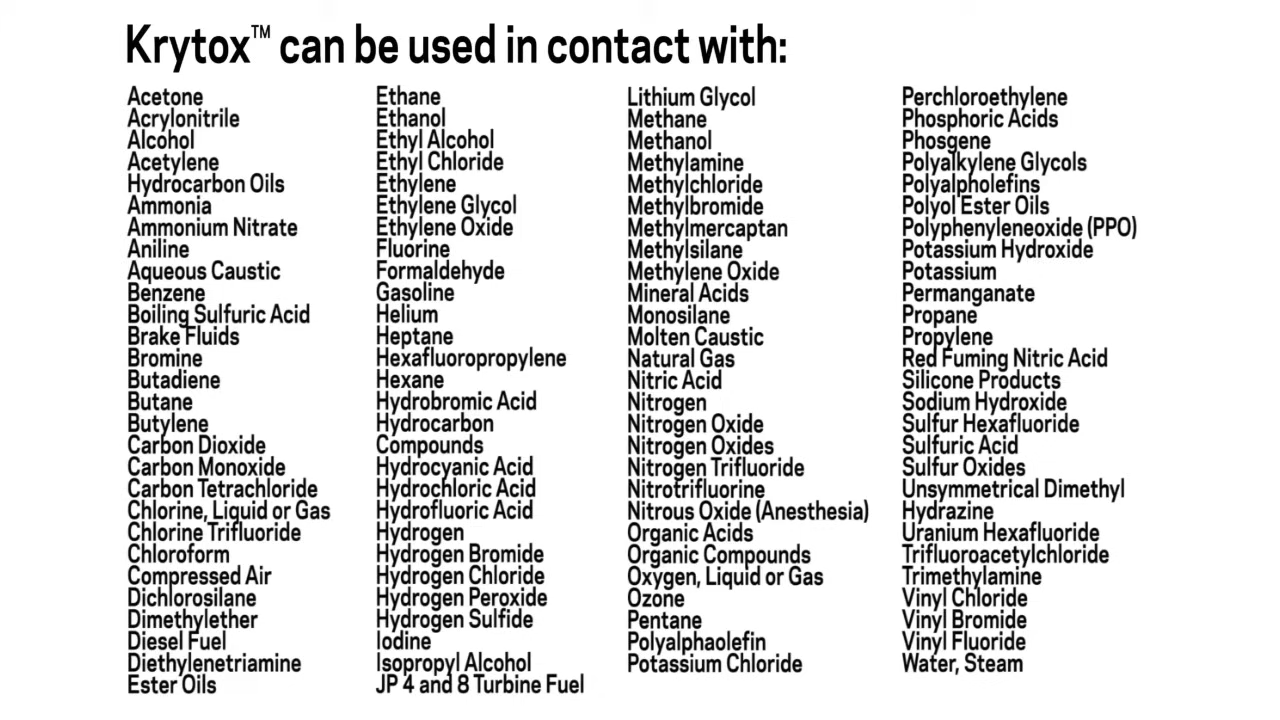 Krytox™ can be used in contact with:
Acetone
Acrylonitrile
Alcohol
Acetylene
Hydrocarbon Oils
Ammonia
Ammonium Nitrate
Aniline
Aqueous Caustic
Benzene
Boiling Sulfuric Acid
Brake Fluids
Bromine
Butadiene
Butane
Butylene
Carbon Dioxide
Carbon Monoxide
Carbon Tetrachloride
Chlorine, Liquid or Gas
Chlorine Trifluoride
Chloroform
Compressed Air
Dichlorosilane
Dimethylether
Diesel Fuel
Diethylenetriamine
Ester Oils
Ethane
Ethanol
Ethyl Alcohol
Ethyl Chloride
Ethylene
Ethylene Glycol
Ethylene Oxide
Fluorine
Formaldehyde
Gasoline
Helium
Heptane
Hexafluoropropylene
Hexane
Hydrobromic Acid
Hydrocarbon
Compounds
Hydrocyanic Acid
Hydrochloric Acid
Hydrofluoric Acid
Hydrogen
Hydrogen Bromide
Hydrogen Chloride
Hydrogen Peroxide
Hydrogen Sulfide
Iodine
Isopropyl Alcohol
JP 4 and 8 Turbine Fuel
Lithium Glycol
Methane
Methanol
Methylamine
Methylchloride
Methylbromide
Methylmercaptan
Methylsilane
Methylene Oxide
Mineral Acids
Monosilane
Molten Caustic
Natural Gas
Nitric Acid
Nitrogen
Nitrogen Oxide
Nitrogen Oxides
Nitrogen Trifluoride
Nitrotrifluorine
Nitrous Oxide (Anesthesia)
Organic Acids
Organic Compounds
Oxygen, Liquid or Gas
Ozone
Pentane
Polyalphaolefin
Potassium Chloride
Perchloroethylene
Phosphoric Acids
Phosgene
Polyalkylene Glycols
Polyalpholefins
Polyol Ester Oils
Polyphenyleneoxide (PPO)
Potassium Hydroxide
Potassium
Permanganate
Propane
Propylene
Red Fuming Nitric Acid
Silicone Products
Sodium Hydroxide
Sulfur Hexafluoride
Sulfuric Acid
Sulfur Oxides
Unsymmetrical Dimethyl
Hydrazine
Uranium Hexafluoride
Trifluoroacetylchloride
Trimethylamine
Vinyl Chloride
Vinyl Bromide
Vinyl Fluoride
Water, Steam